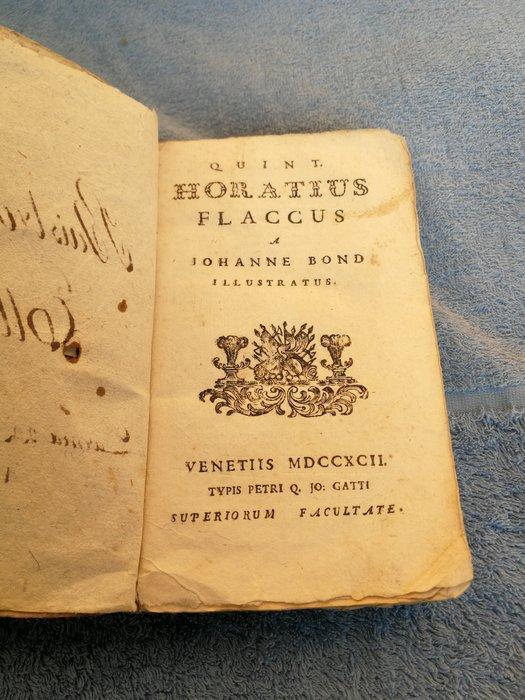 QUINT.
HORATIUS
FLACCUS
A
JOHANNE BOND
ILLUSTRATUS.
VENETIIS MDCCXCII.
TYPIS PETRI Q. JO: GATTI
SUPERIORUM FACULTATE.